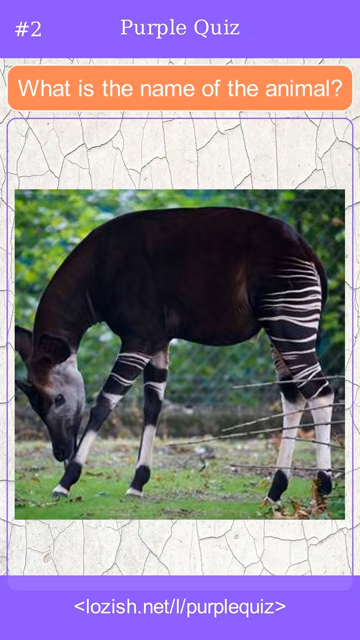 #2
Purple Quiz
What is the name of the animal?
<lozish.net/l/purplequiz>